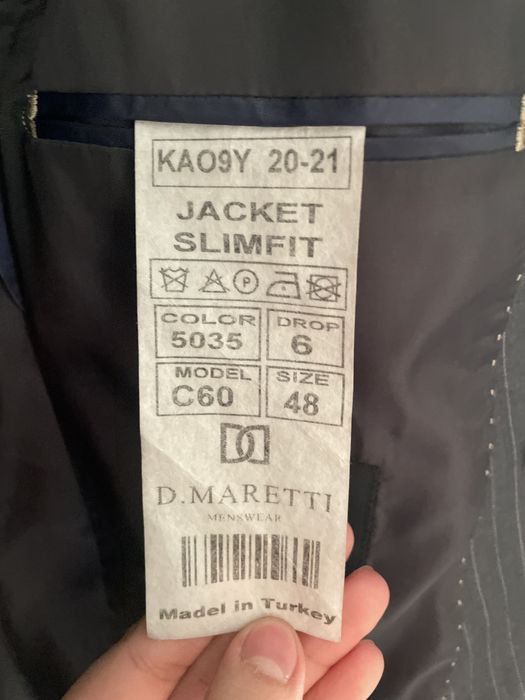 KAO9Y 20-21
JACKET
SLIMFIT
P
COLOR DROP
5035 6
MODEL SIZE
C60 48
D.MARETTI
MENSWEAR
Madel in Turkey